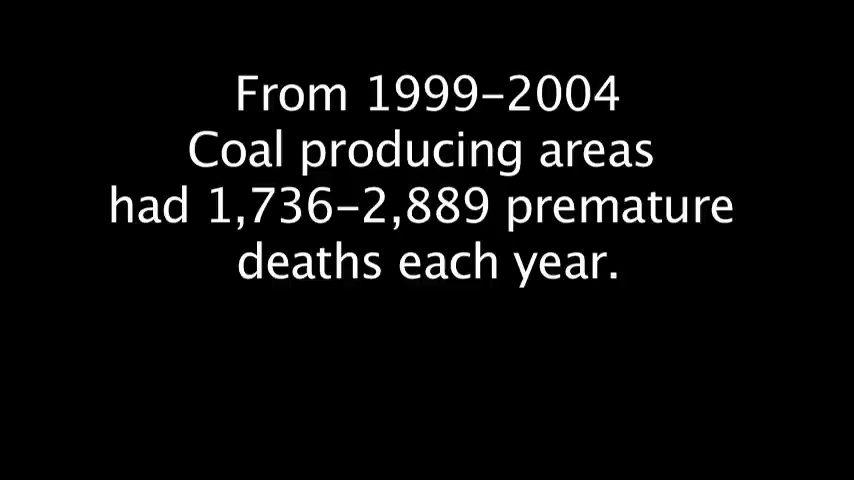 From 1999-2004
Coal producing areas
had 1,736-2,889 premature
deaths each year.